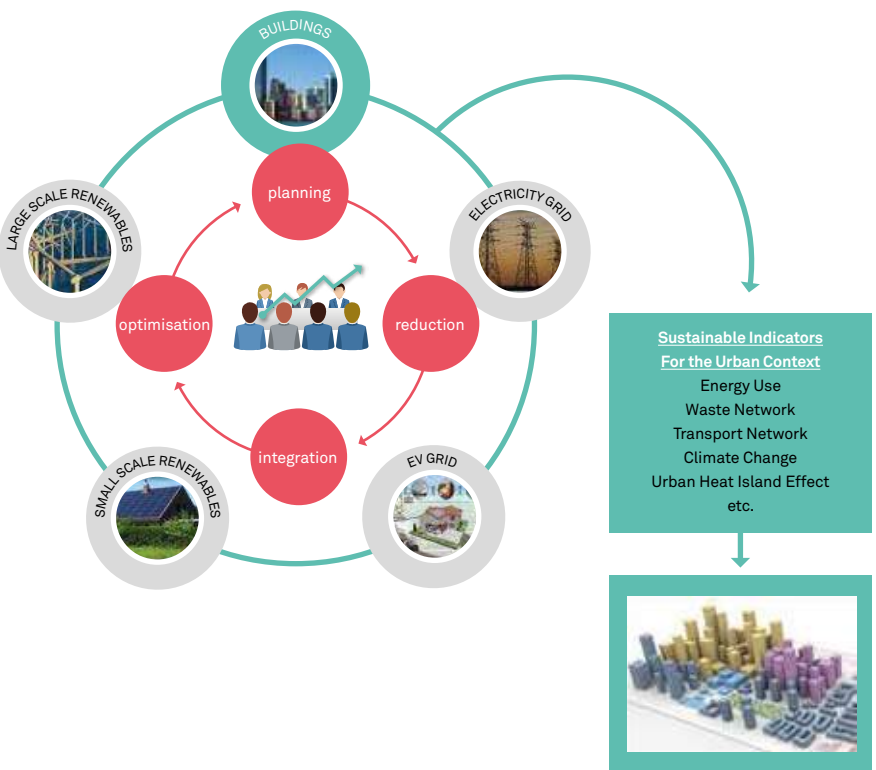 BUILDINGS
planning
LARGE SCALE RENEWABLES
ELECTRICITY GRID
optimisation
reduction
integration
SMALL SCALE RENEWABLES
EV GRID
Sustainable Indicators
For the Urban Context
Energy Use
Waste Network
Transport Network
Climate Change
Urban Heat Island Effect
etc.